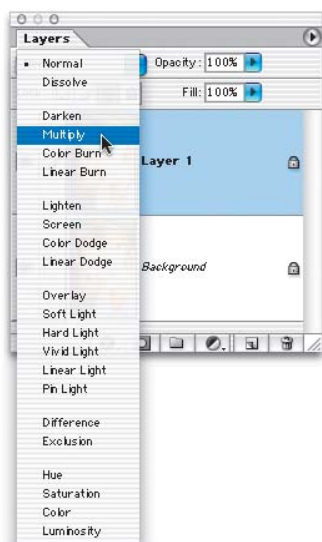 Layers
Normal
Opacity: 100%
Dissolve
Fill: 100%
Darken
Multiply
Color Burn
Layer 1
Linear Burn
Lighten
Screen
Color Dodge
Linear Dodge
Background
Overlay
Soft Light
Hard Light
Vivid Light
Linear Light
Pin Light
Difference
Exclusion
Hue
Saturation
Color
Luminosity